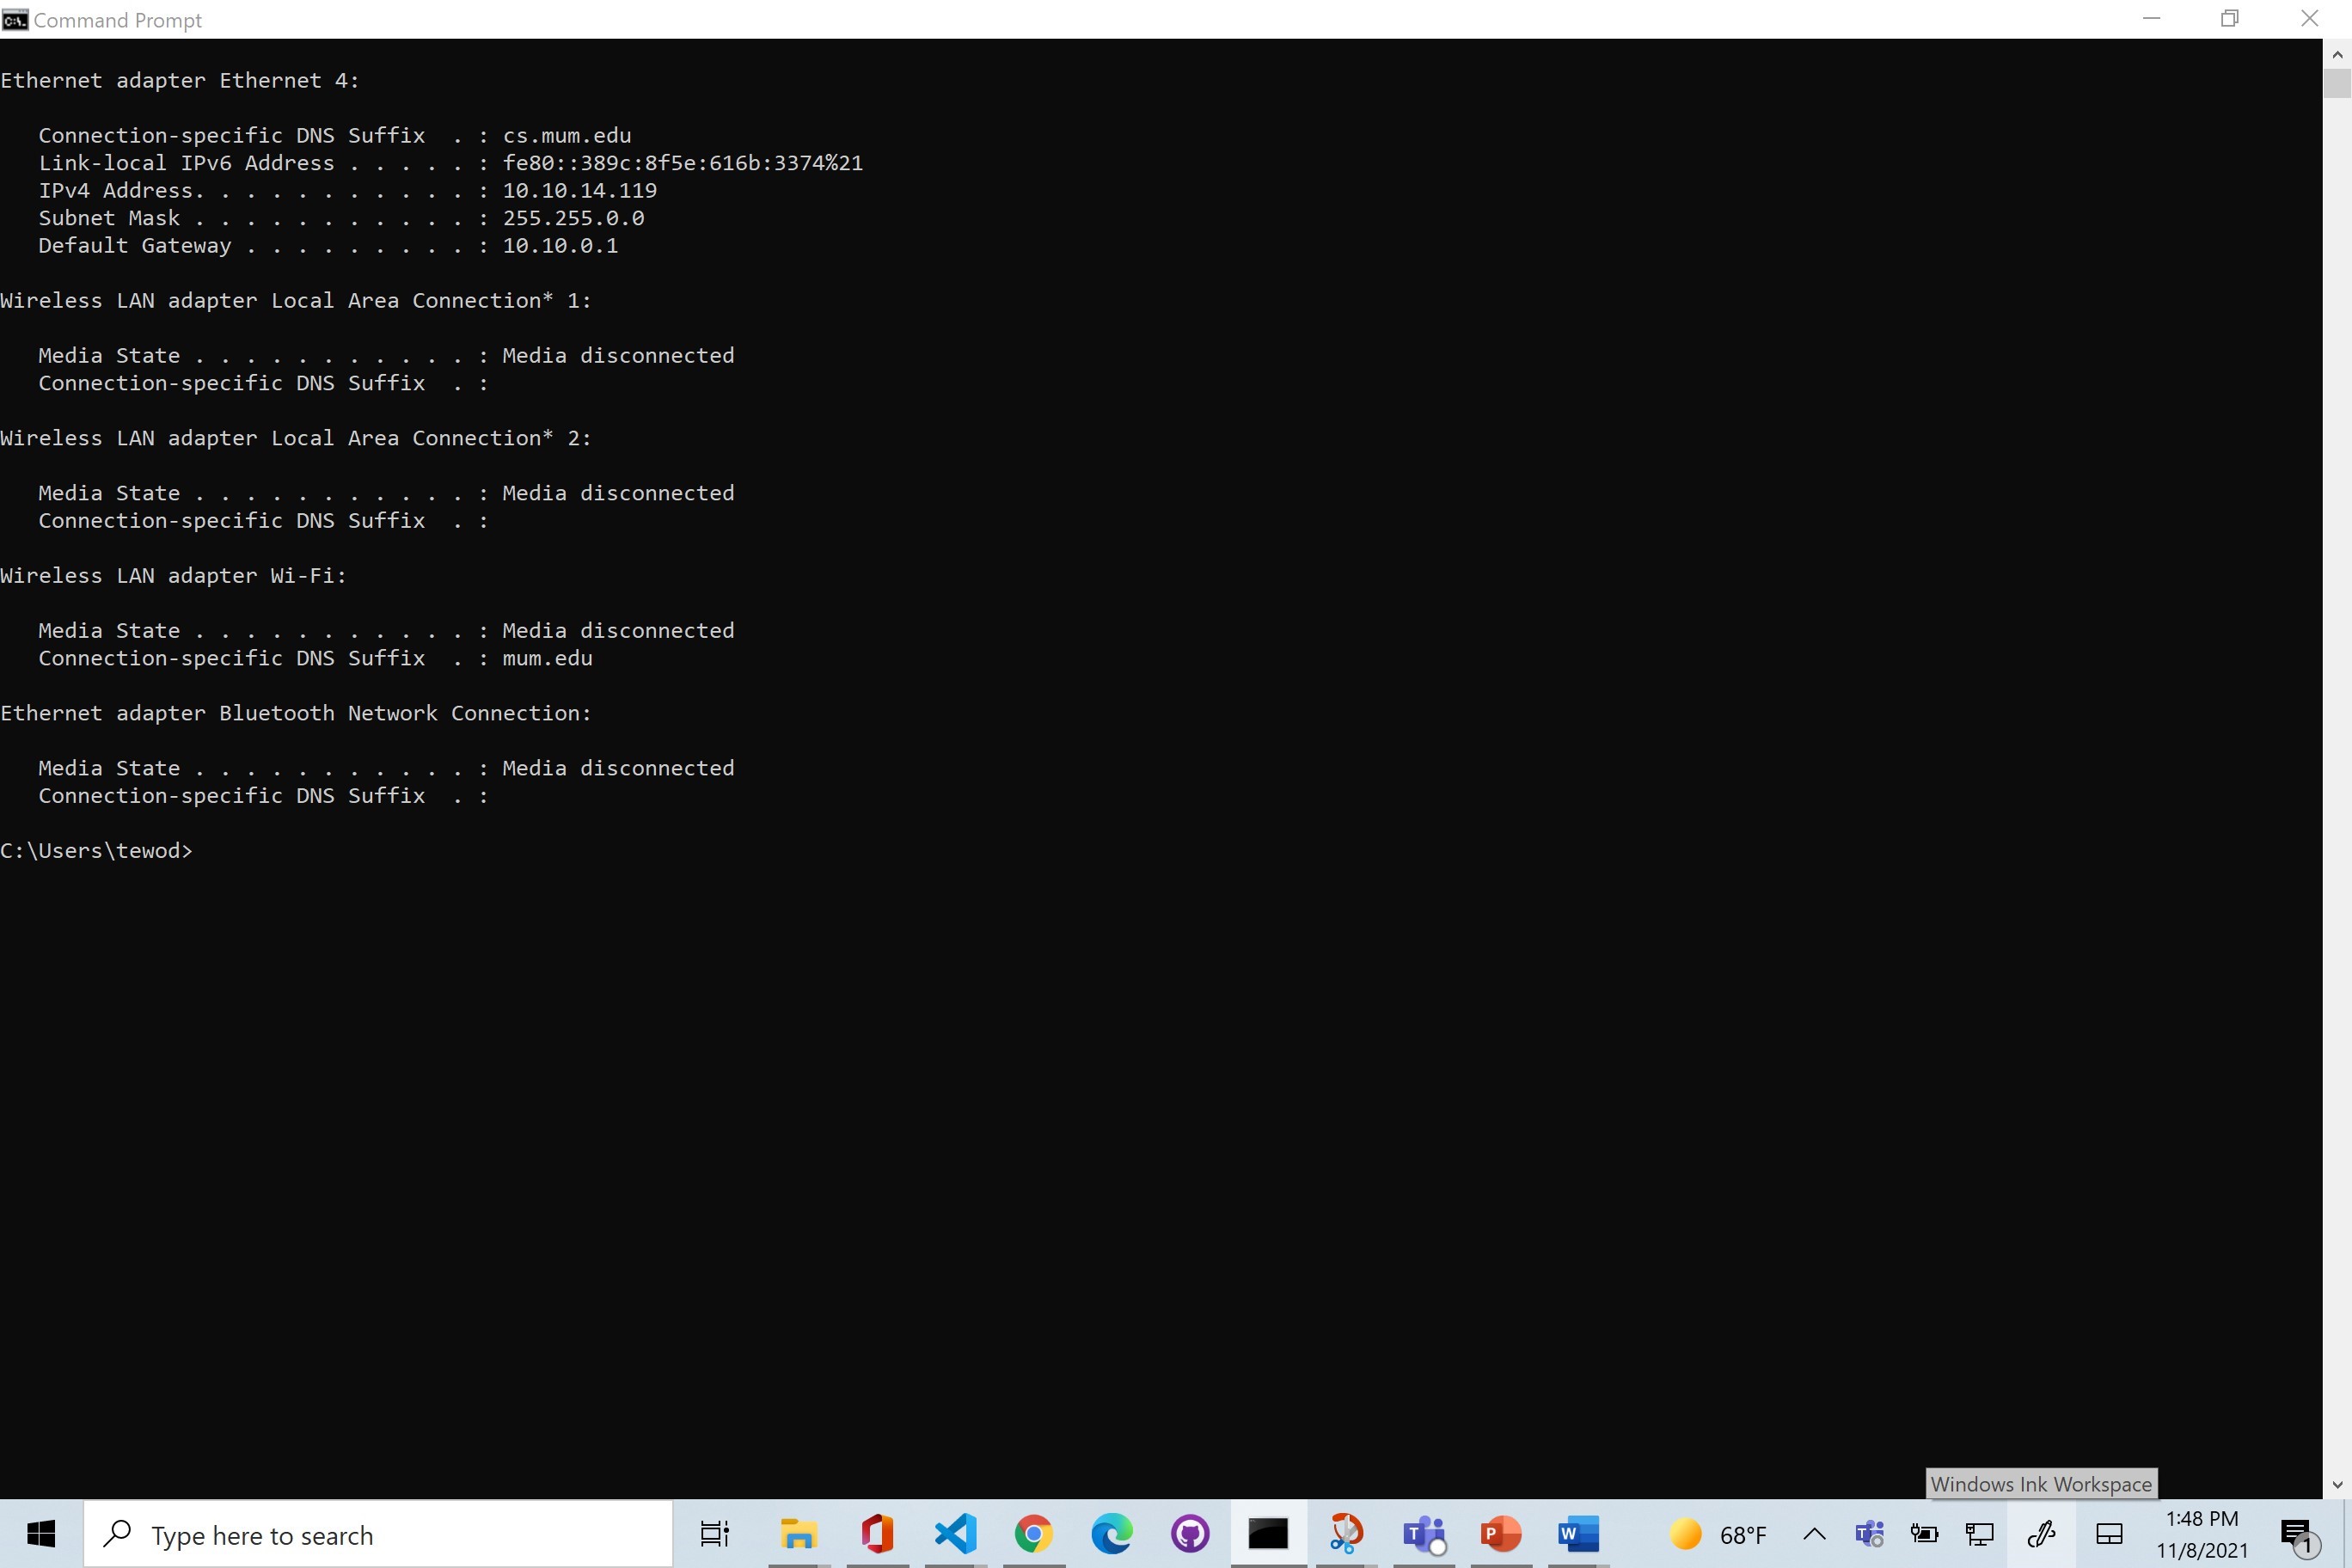 Command Prompt
Ethernet adapter Ethernet 4:
Connection-specific DNS Suffix  . : cs.mum.edu
Link-local IPv6 Address . . . . . : fe80::389c:8f5e:616b:3374%21
IPv4 Address. . . . . . . . . . . : 10.10.14.119
Subnet Mask . . . . . . . . . . . : 255.255.0.0
Default Gateway . . . . . . . . . : 10.10.0.1
Wireless LAN adapter Local Area Connection* 1:
Media State . . . . . . . . . . . : Media disconnected
Connection-specific DNS Suffix  . :
Wireless LAN adapter Local Area Connection* 2:
Media State . . . . . . . . . . . : Media disconnected
Connection-specific DNS Suffix  . :
Wireless LAN adapter Wi-Fi:
Media State . . . . . . . . . . . : Media disconnected
Connection-specific DNS Suffix  . : mum.edu
Ethernet adapter Bluetooth Network Connection:
Media State . . . . . . . . . . . : Media disconnected
Connection-specific DNS Suffix  . :
C:\Users\tewod>
Windows Ink Workspace
Type here to search
68°F
1:48 PM
11/8/2021
1